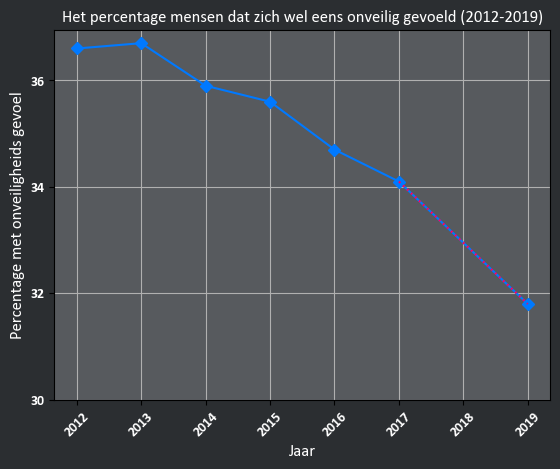 Het percentage mensen dat zich wel eens onveilig gevoeld (2012-2019)
Percentage met onveiligheids gevoel
36
34
32
30
2012 2013 2014 2015 2016 2017 2018 2019
Jaar